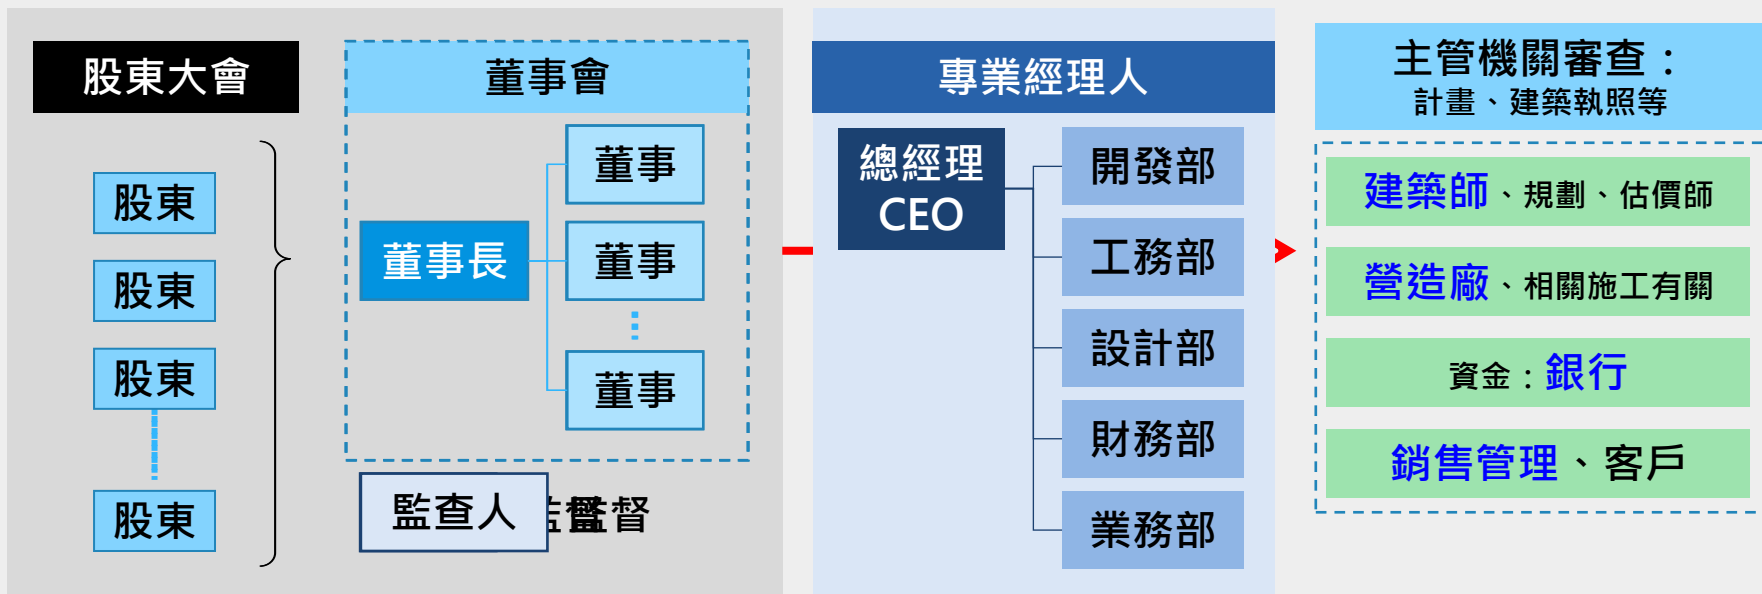 股東大會
股東
股東
股東
股東
董事會
董事長
董事
董事
董事
監查人
監督
專業經理人
總經理
CEO
開發部
工務部
設計部
財務部
業務部
主管機關審查：
計畫、建築執照等
建築師、規劃、估價師
營造廠、相關施工有關
資金：銀行
銷售管理、客戶